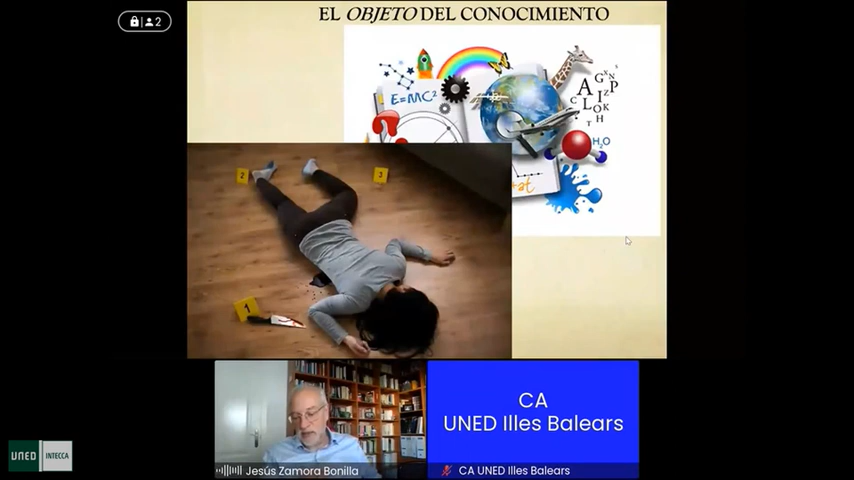 2
EL OBJETO DEL CONOCIMIENTO
E=MC²
A
L
G
I
P
H
K
Z
N
C
T
H₂O
at
2
3
1
CA
UNED Illes Balears
Jesús Zamora Bonilla
CA UNED Illes Balears
UNED INTECCA